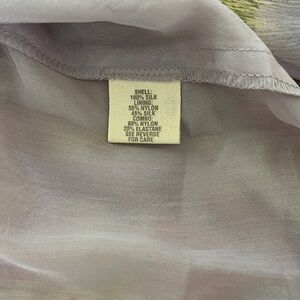 SHELL:
100% SILK
LINING:
55% NYLON
45% SILK
COMBO:
80% NYLON
20% ELASTANE
SEE REVERSE
FOR CARE